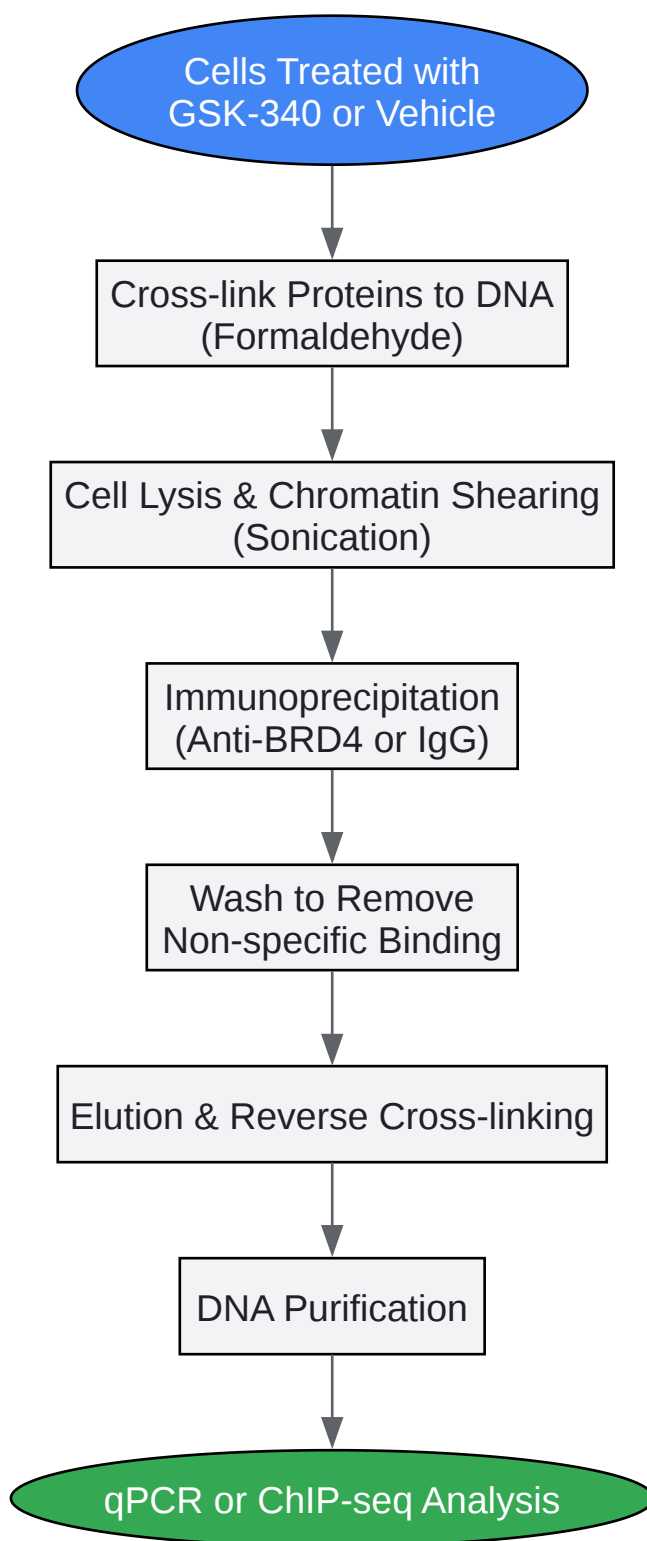 Cells Treated with
GSK-340 or Vehicle
Cross-link Proteins to DNA
(Formaldehyde)
Cell Lysis & Chromatin Shearing
(Sonication)
Immunoprecipitation
(Anti-BRD4 or IgG)
Wash to Remove
Non-specific Binding
Elution & Reverse Cross-linking
DNA Purification
qPCR or ChIP-seq Analysis